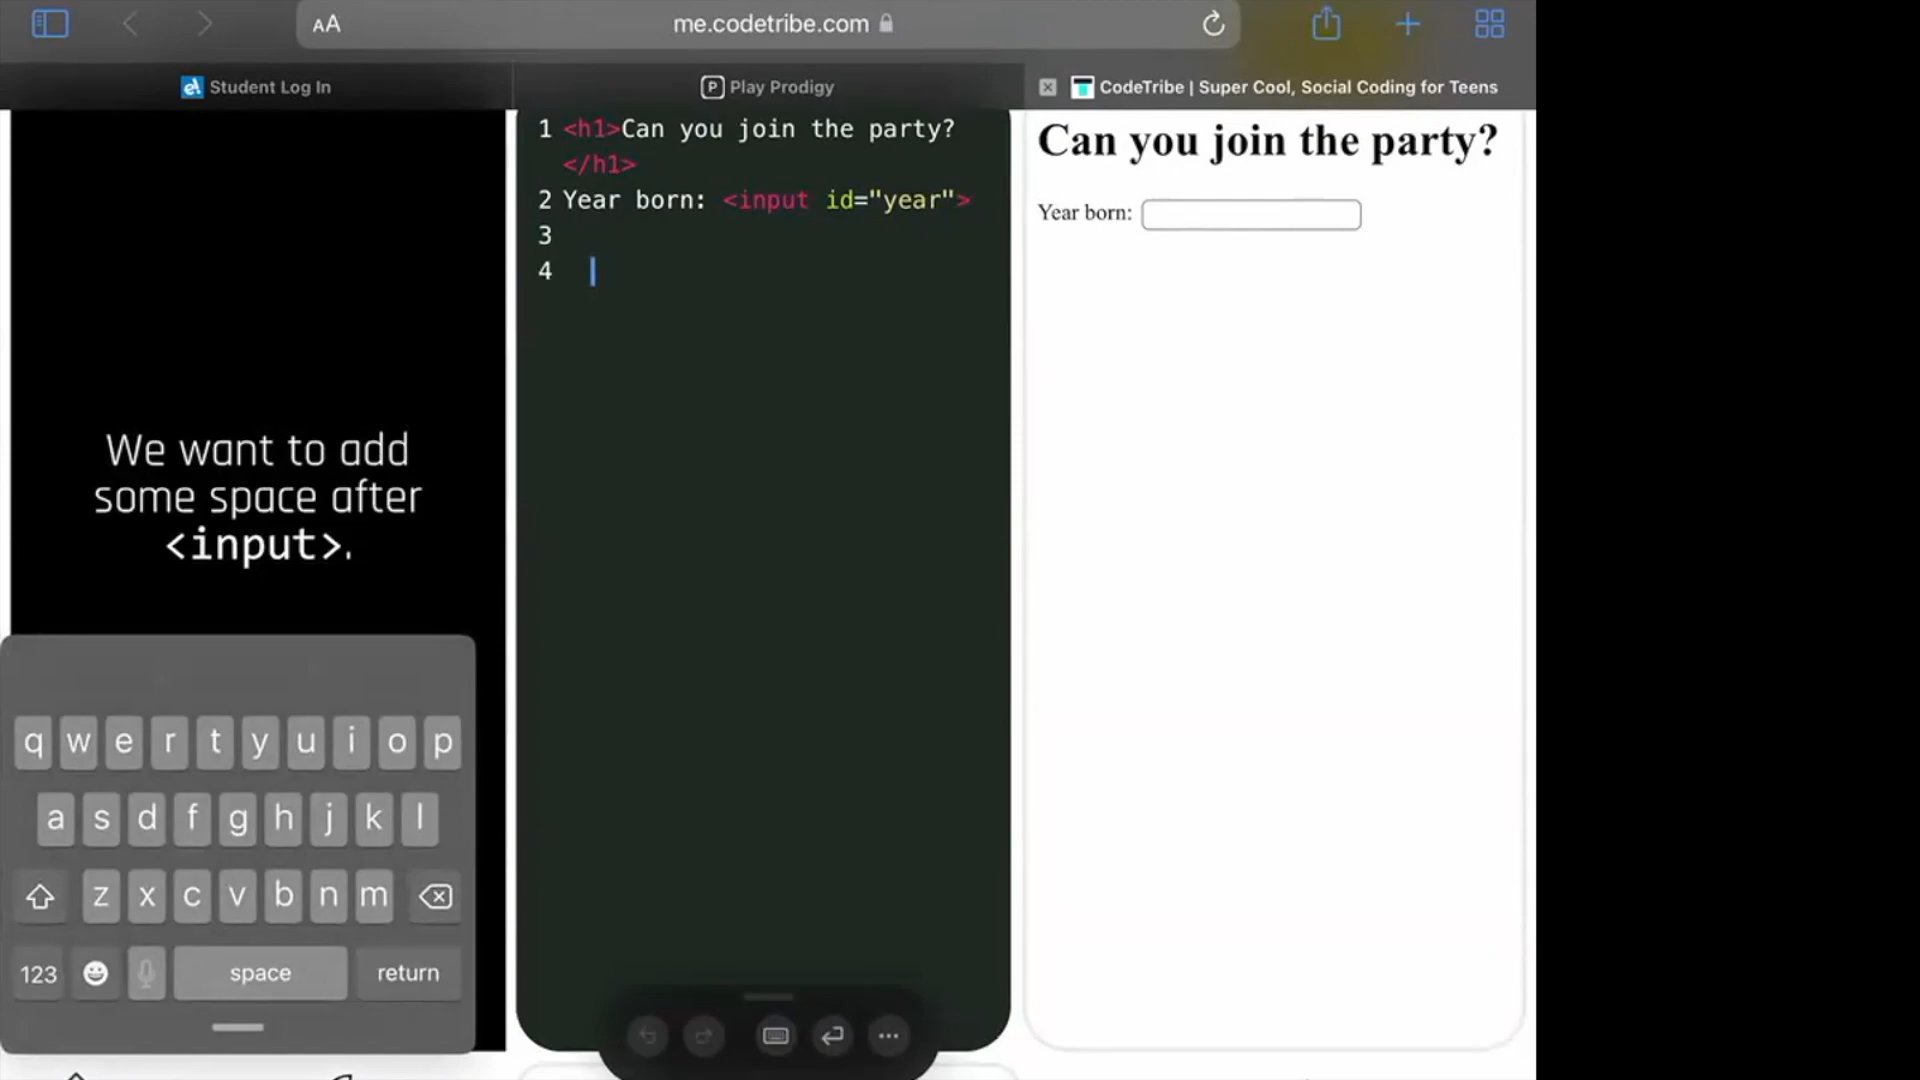 AA
me.codetribe.com
Student Log In
P Play Prodigy
CodeTribe | Super Cool, Social Coding for Teens
We want to add
some space after
<input>.
1 <h1>Can you join the party?
</h1>
2 Year born: <input id="year">
3
4
Can you join the party?
Year born:
q w e r t y u i o p
a s d f g h j k l
z x c v b n m
123 space return